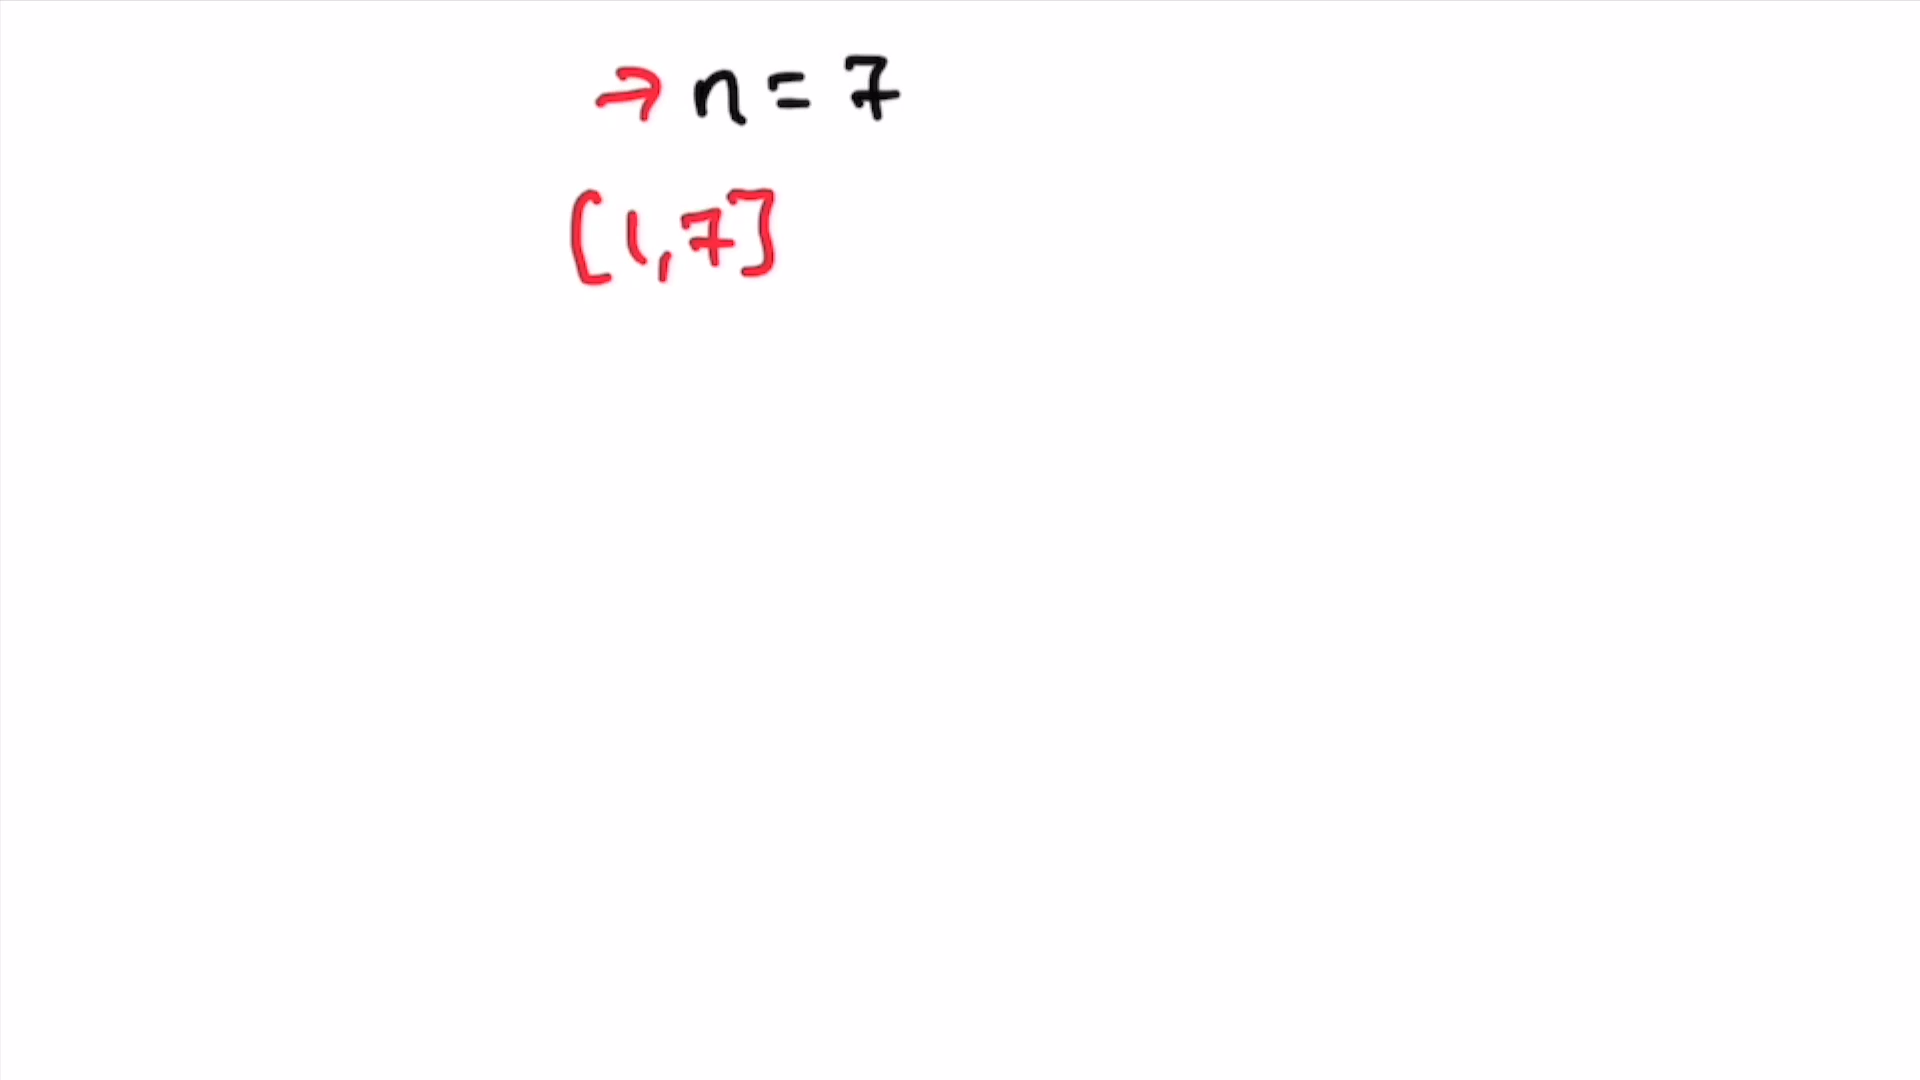 → n = 7
[1,7]